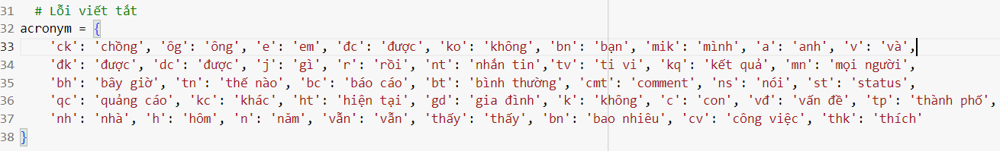 31 # Lỗi viết tắt
32 acronym = {
33 'ck': 'chồng', 'ôg': 'ông', 'e': 'em', 'đc': 'được', 'ko': 'không', 'bn': 'bạn', 'mik': 'mình', 'a': 'anh', 'v': 'và',
34 'đk': 'được', 'dc': 'được', 'j': 'gì', 'r': 'rồi', 'nt': 'nhắn tin','tv': 'ti vi', 'kq': 'kết quả', 'mn': 'mọi người',
35 'bh': 'bây giờ', 'tn': 'thế nào', 'bc': 'báo cáo', 'bt': 'bình thường', 'cmt': 'comment', 'ns': 'nói', 'st': 'status',
36 'qc': 'quảng cáo', 'kc': 'khác', 'ht': 'hiện tại', 'gd': 'gia đình', 'k': 'không', 'c': 'con', 'vđ': 'vấn đề', 'tp': 'thành phố',
37 'nh': 'nhà', 'h': 'hôm', 'n': 'năm', 'vẫn': 'vẫn', 'thấy': 'thấy', 'bn': 'bao nhiêu', 'cv': 'công việc', 'thk': 'thích'
38 }